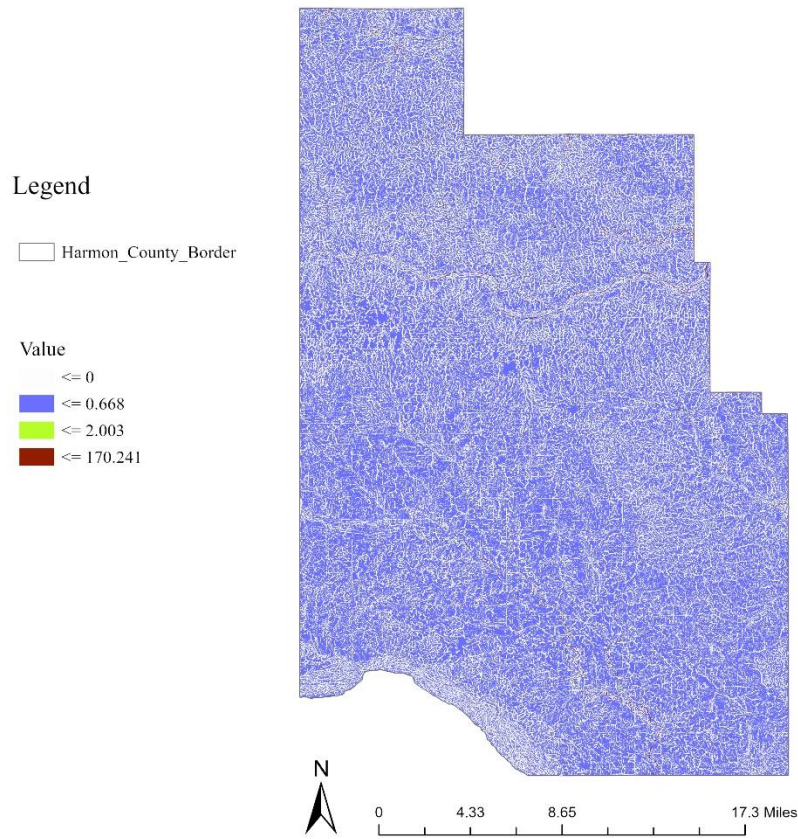 Legend
Harmon_County_Border
Value
<= 0
<= 0.668
<= 2.003
<= 170.241
N
0 4.33 8.65 17.3 Miles